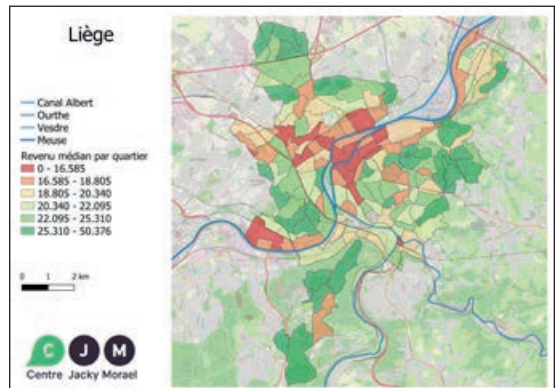 Liège
Canal Albert
Ourthe
Vesdre
Meuse
Revenu médian par quartier
0 - 16.585
16.585 - 18.805
18.805 - 20.340
20.340 - 22.095
22.095 - 25.310
25.310 - 50.376
0 1 2 km
C J M
Centre Jacky Morael